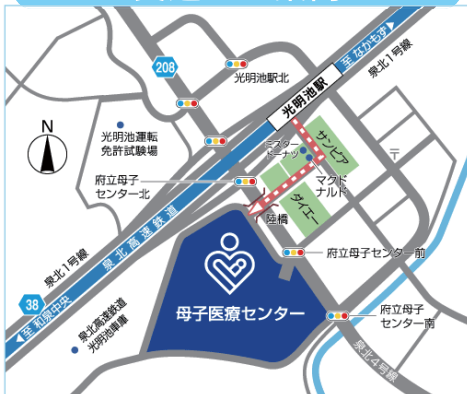 至 なかもず
泉北1号線
208
光明池駅北
光明池駅
N
光明池運転
免許試験場
ミスター
ドーナツ
サンピア
〒
マクド
ナルド
府立母子
センター北
ダイエー
陸橋
泉北高速鉄道
府立母子センター前
泉北1号線
38
至 和泉中央
母子医療センター
泉北高速鉄道
光明池車庫
府立母子
センター南
泉北4号線